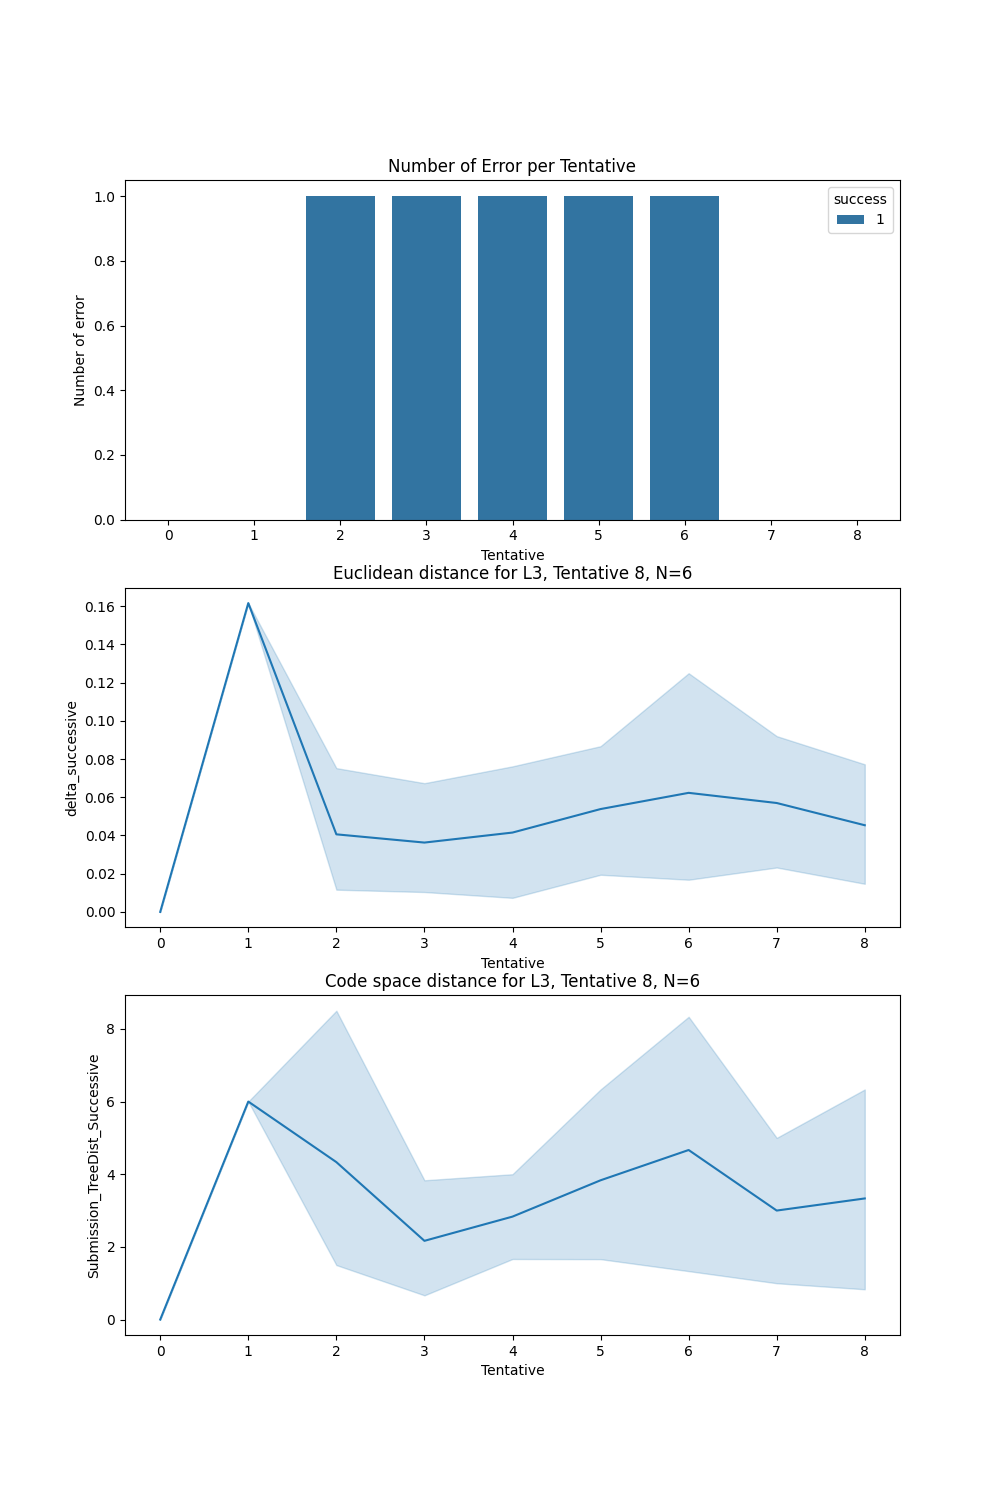 Number of Error per Tentative
success
1
1.0
0.8
0.6
0.4
0.2
0.0
Number of error
0 1 2 3 4 5 6 7 8
Tentative
Euclidean distance for L3, Tentative 8, N=6
0.16
0.14
0.12
0.10
0.08
0.06
0.04
0.02
0.00
delta_successive
0 1 2 3 4 5 6 7 8
Tentative
Code space distance for L3, Tentative 8, N=6
8
6
4
2
0
Submission_TreeDist_Successive
0 1 2 3 4 5 6 7 8
Tentative